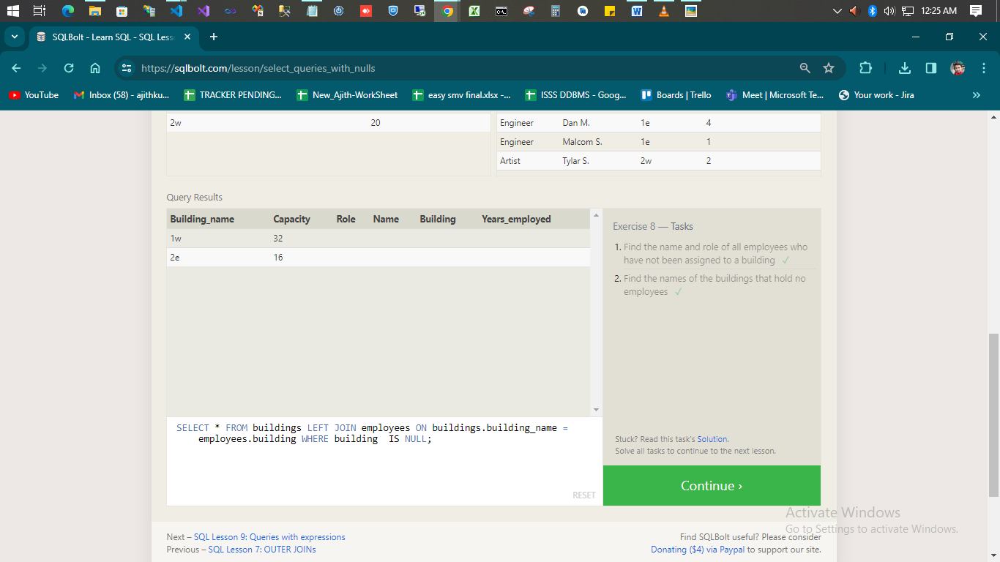 12:25 AM
SQLBolt - Learn SQL - SQL Less
https://sqlbolt.com/lesson/select_queries_with_nulls
YouTube Inbox (58) - ajithku... TRACKER PENDING... New_Ajith-WorkSheet easy smv final.xlsx -... ISSS DDBMS - Goog... Boards | Trello Meet | Microsoft Te... Your work - Jira »
2w 20
Engineer Dan M. 1e 4
Engineer Malcom S. 1e 1
Artist Tylar S. 2w 2
Query Results
Building_name Capacity Role Name Building Years_employed
1w 32
2e 16
Exercise 8 — Tasks
1. Find the name and role of all employees who
have not been assigned to a building ✓
2. Find the names of the buildings that hold no
employees ✓
SELECT * FROM buildings LEFT JOIN employees ON buildings.building_name =
employees.building WHERE building  IS NULL;
RESET
Stuck? Read this task's Solution.
Solve all tasks to continue to the next lesson.
Continue ›
Activate Windows
Go to Settings to activate Windows.
Next – SQL Lesson 9: Queries with expressions
Previous – SQL Lesson 7: OUTER JOINs
Find SQLBolt useful? Please consider
Donating ($4) via Paypal to support our site.